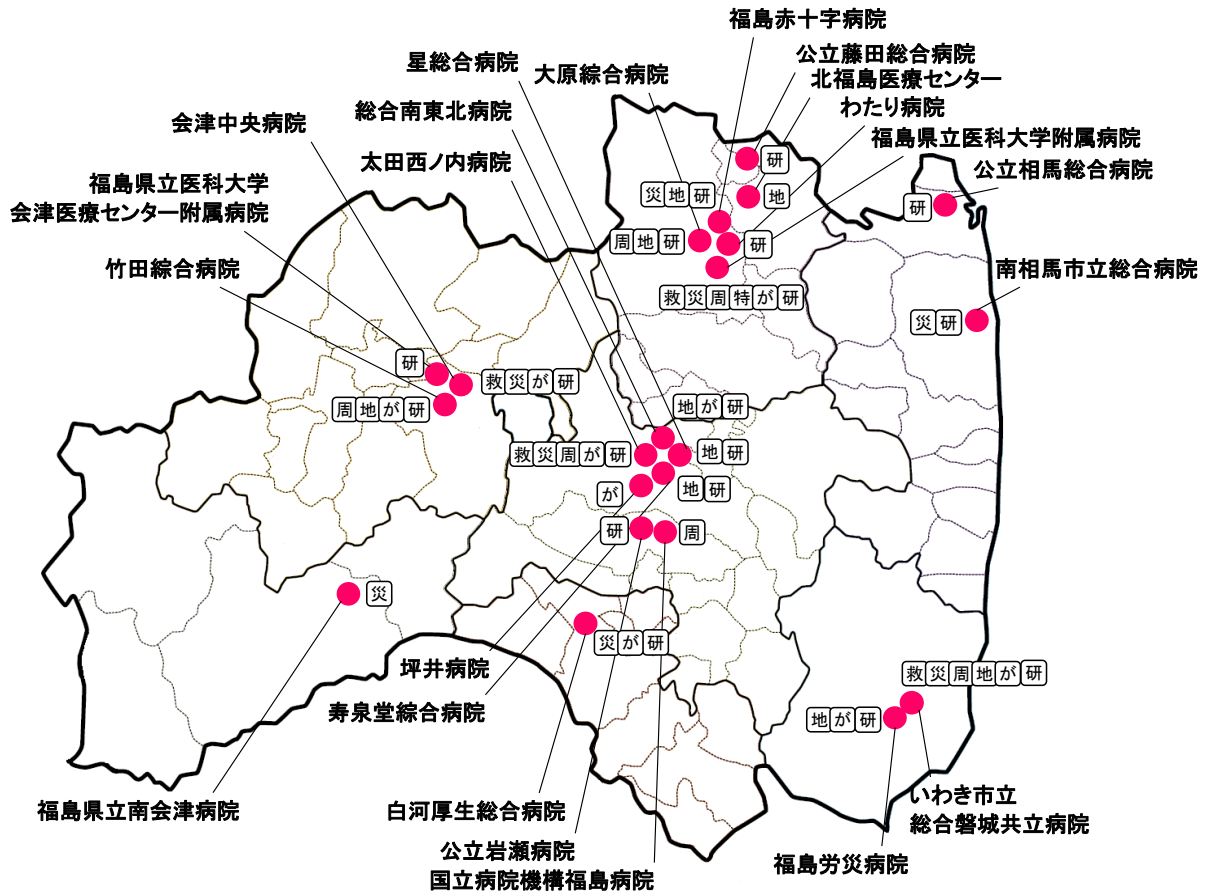 福島赤十字病院
公立藤田総合病院
星総合病院
大原綜合病院
北福島医療センター
総合南東北病院
わたり病院
会津中央病院
福島県立医科大学附属病院
太田西ノ内病院
公立相馬総合病院
福島県立医科大学
会津医療センター附属病院
竹田綜合病院
南相馬市立総合病院
研
地
災地研
研
周地研
研
救災周特が研
災研
研
救災が研
周地が研
地が研
救災周が研
地研
が
地研
研
周
災
災が研
坪井病院
救災周地が研
寿泉堂綜合病院
地が研
福島県立南会津病院
白河厚生総合病院
いわき市立
総合磐城共立病院
公立岩瀬病院
福島労災病院
国立病院機構福島病院